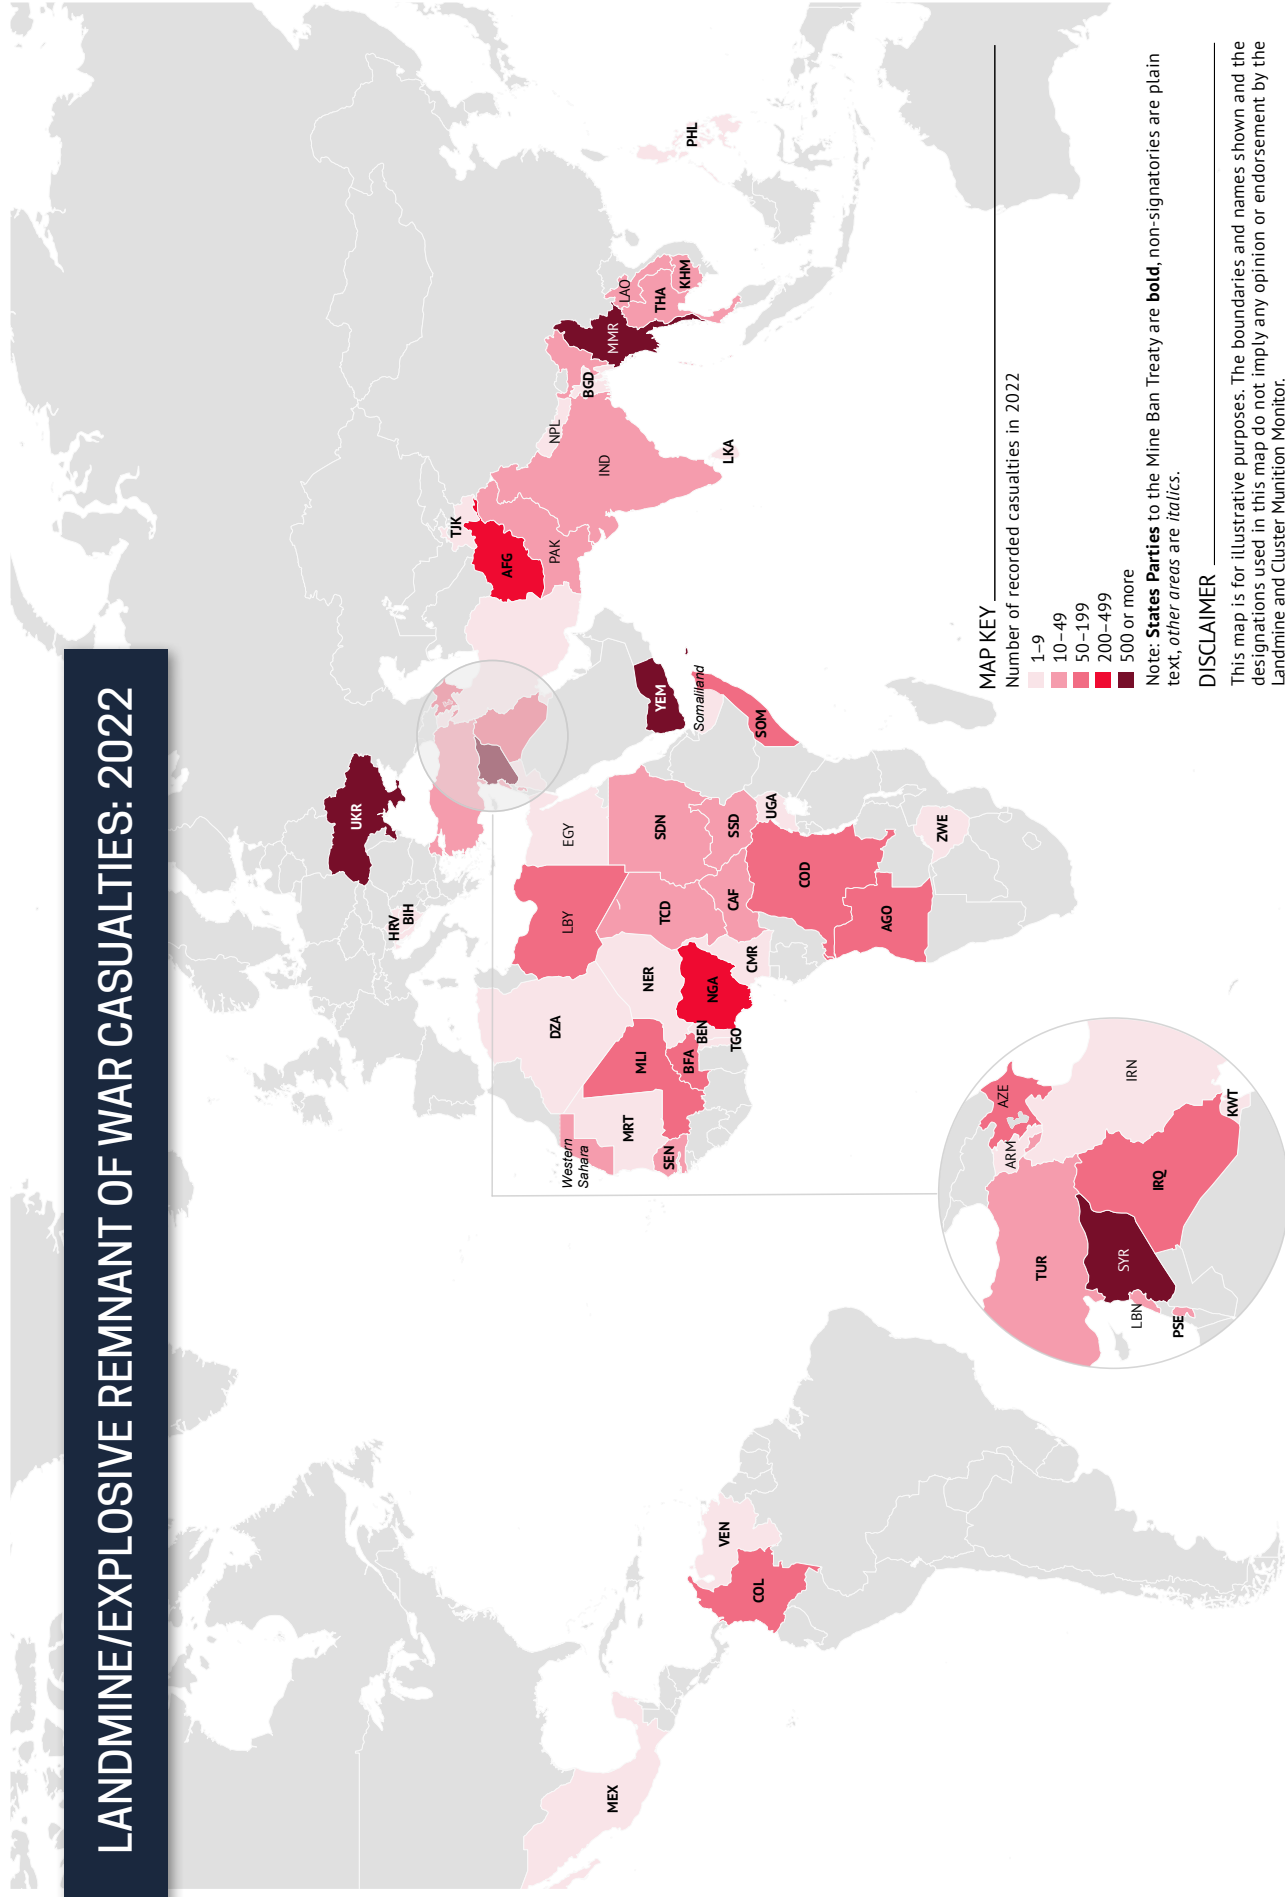 LANDMINE/EXPLOSIVE REMNANT OF WAR CASUALTIES: 2022
UKR
HRV
BIH
TJK
AFG
PAK
NPL
BGD
IND
LKA
MMR
LAO
THA
KHM
PHL
DZA
LBY
EGY
Western
Sahara
MRT
MLI
NER
TCD
SDN
YEM
Somaliland
SEN
BFA
BEN
TGO
NGA
CMR
CAF
SSD
UGA
SOM
COD
AGO
ZWE
MEX
VEN
COL
ARM
AZE
TUR
IRN
SYR
IRQ
LBN
PSE
KWT
MAP KEY
Number of recorded casualties in 2022
1–9
10–49
50–199
200–499
500 or more
Note: States Parties to the Mine Ban Treaty are bold, non-signatories are plain
text, other areas are italics.
DISCLAIMER
This map is for illustrative purposes. The boundaries and names shown and the
designations used in this map do not imply any opinion or endorsement by the
Landmine and Cluster Munition Monitor.